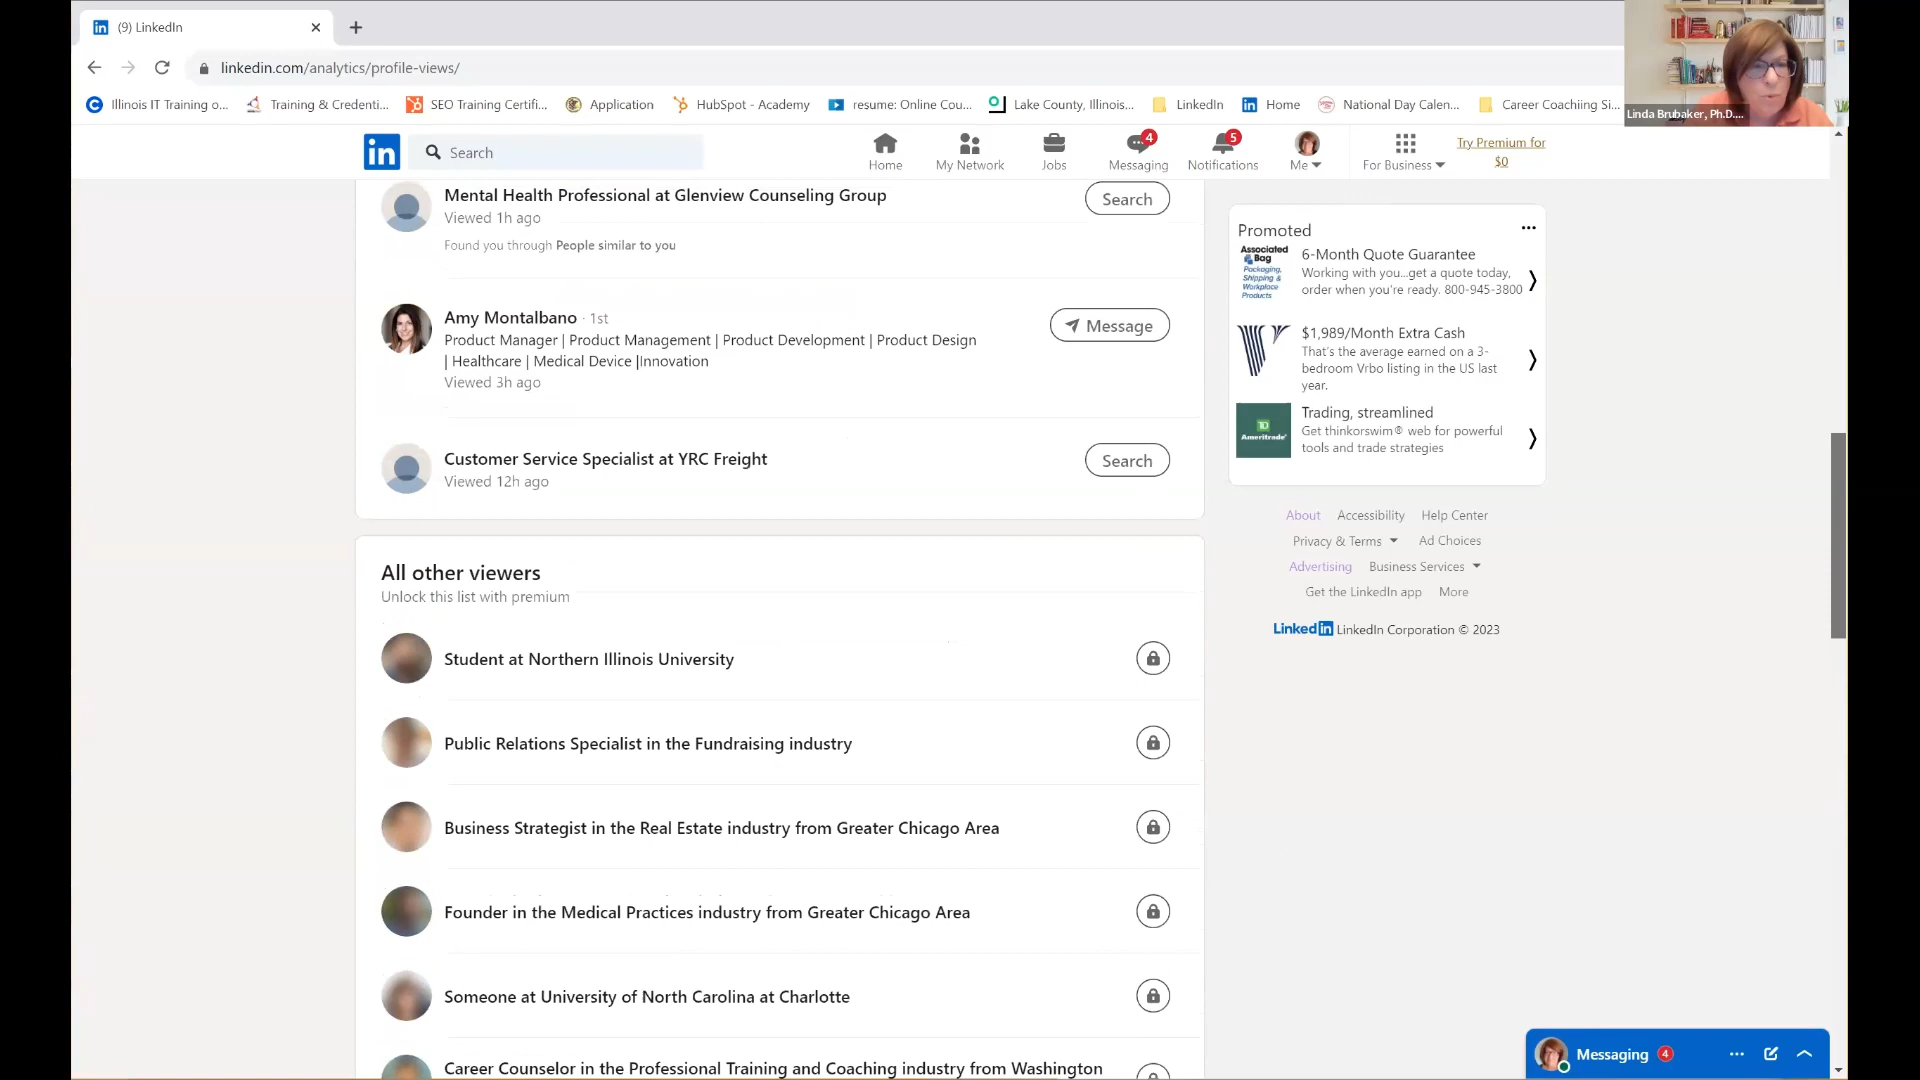 (9) LinkedIn
linkedin.com/analytics/profile-views/
Illinois IT Training o...
Training & Credenti...
SEO Training Certifi...
Application
HubSpot - Academy
resume: Online Cou...
Lake County, Illinois...
LinkedIn
Home
National Day Calen...
Career Coachiing Si...
Linda Brubaker, Ph.D....
in
Search
Home
My Network
Jobs
4
Messaging
5
Notifications
Me
For Business
Try Premium for
$0
Mental Health Professional at Glenview Counseling Group
Viewed 1h ago
Found you through People similar to you
Search
Amy Montalbano · 1st
Product Manager | Product Management | Product Development | Product Design
| Healthcare | Medical Device |Innovation
Viewed 3h ago
Message
Customer Service Specialist at YRC Freight
Viewed 12h ago
Search
All other viewers
Unlock this list with premium
Student at Northern Illinois University
Public Relations Specialist in the Fundraising industry
Business Strategist in the Real Estate industry from Greater Chicago Area
Founder in the Medical Practices industry from Greater Chicago Area
Someone at University of North Carolina at Charlotte
Career Counselor in the Professional Training and Coaching industry from Washington
Promoted
Associated
Bag
Packaging,
Shipping &
Workplace
Products
6-Month Quote Guarantee
Working with you...get a quote today,
order when you're ready. 800-945-3800
$1,989/Month Extra Cash
That's the average earned on a 3-
bedroom Vrbo listing in the US last
year.
TD
Ameritrade
Trading, streamlined
Get thinkorswim® web for powerful
tools and trade strategies
About Accessibility Help Center
Privacy & Terms Ad Choices
Advertising Business Services
Get the LinkedIn app More
LinkedIn LinkedIn Corporation © 2023
Messaging 4